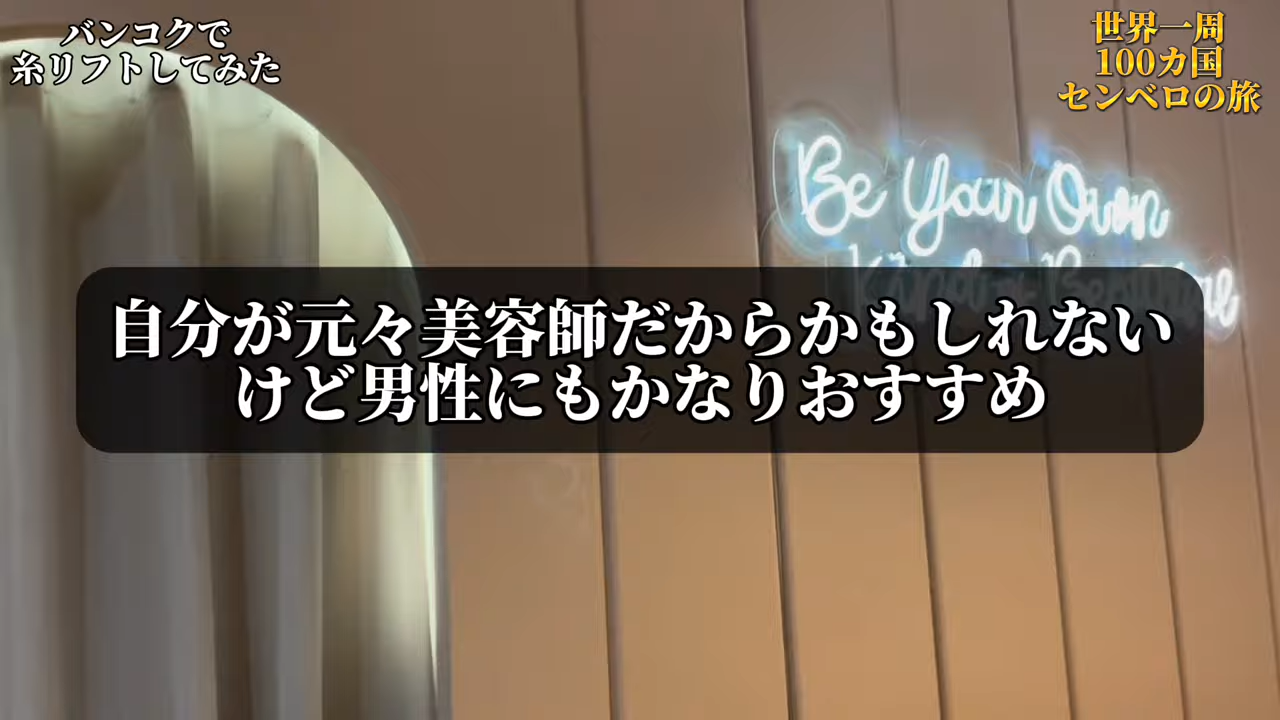 バンコクで
糸リフトしてみた
世界一周
100カ国
センベロの旅
Be Your Own
自分が元々美容師だからかもしれない
けど男性にもかなりおすすめ